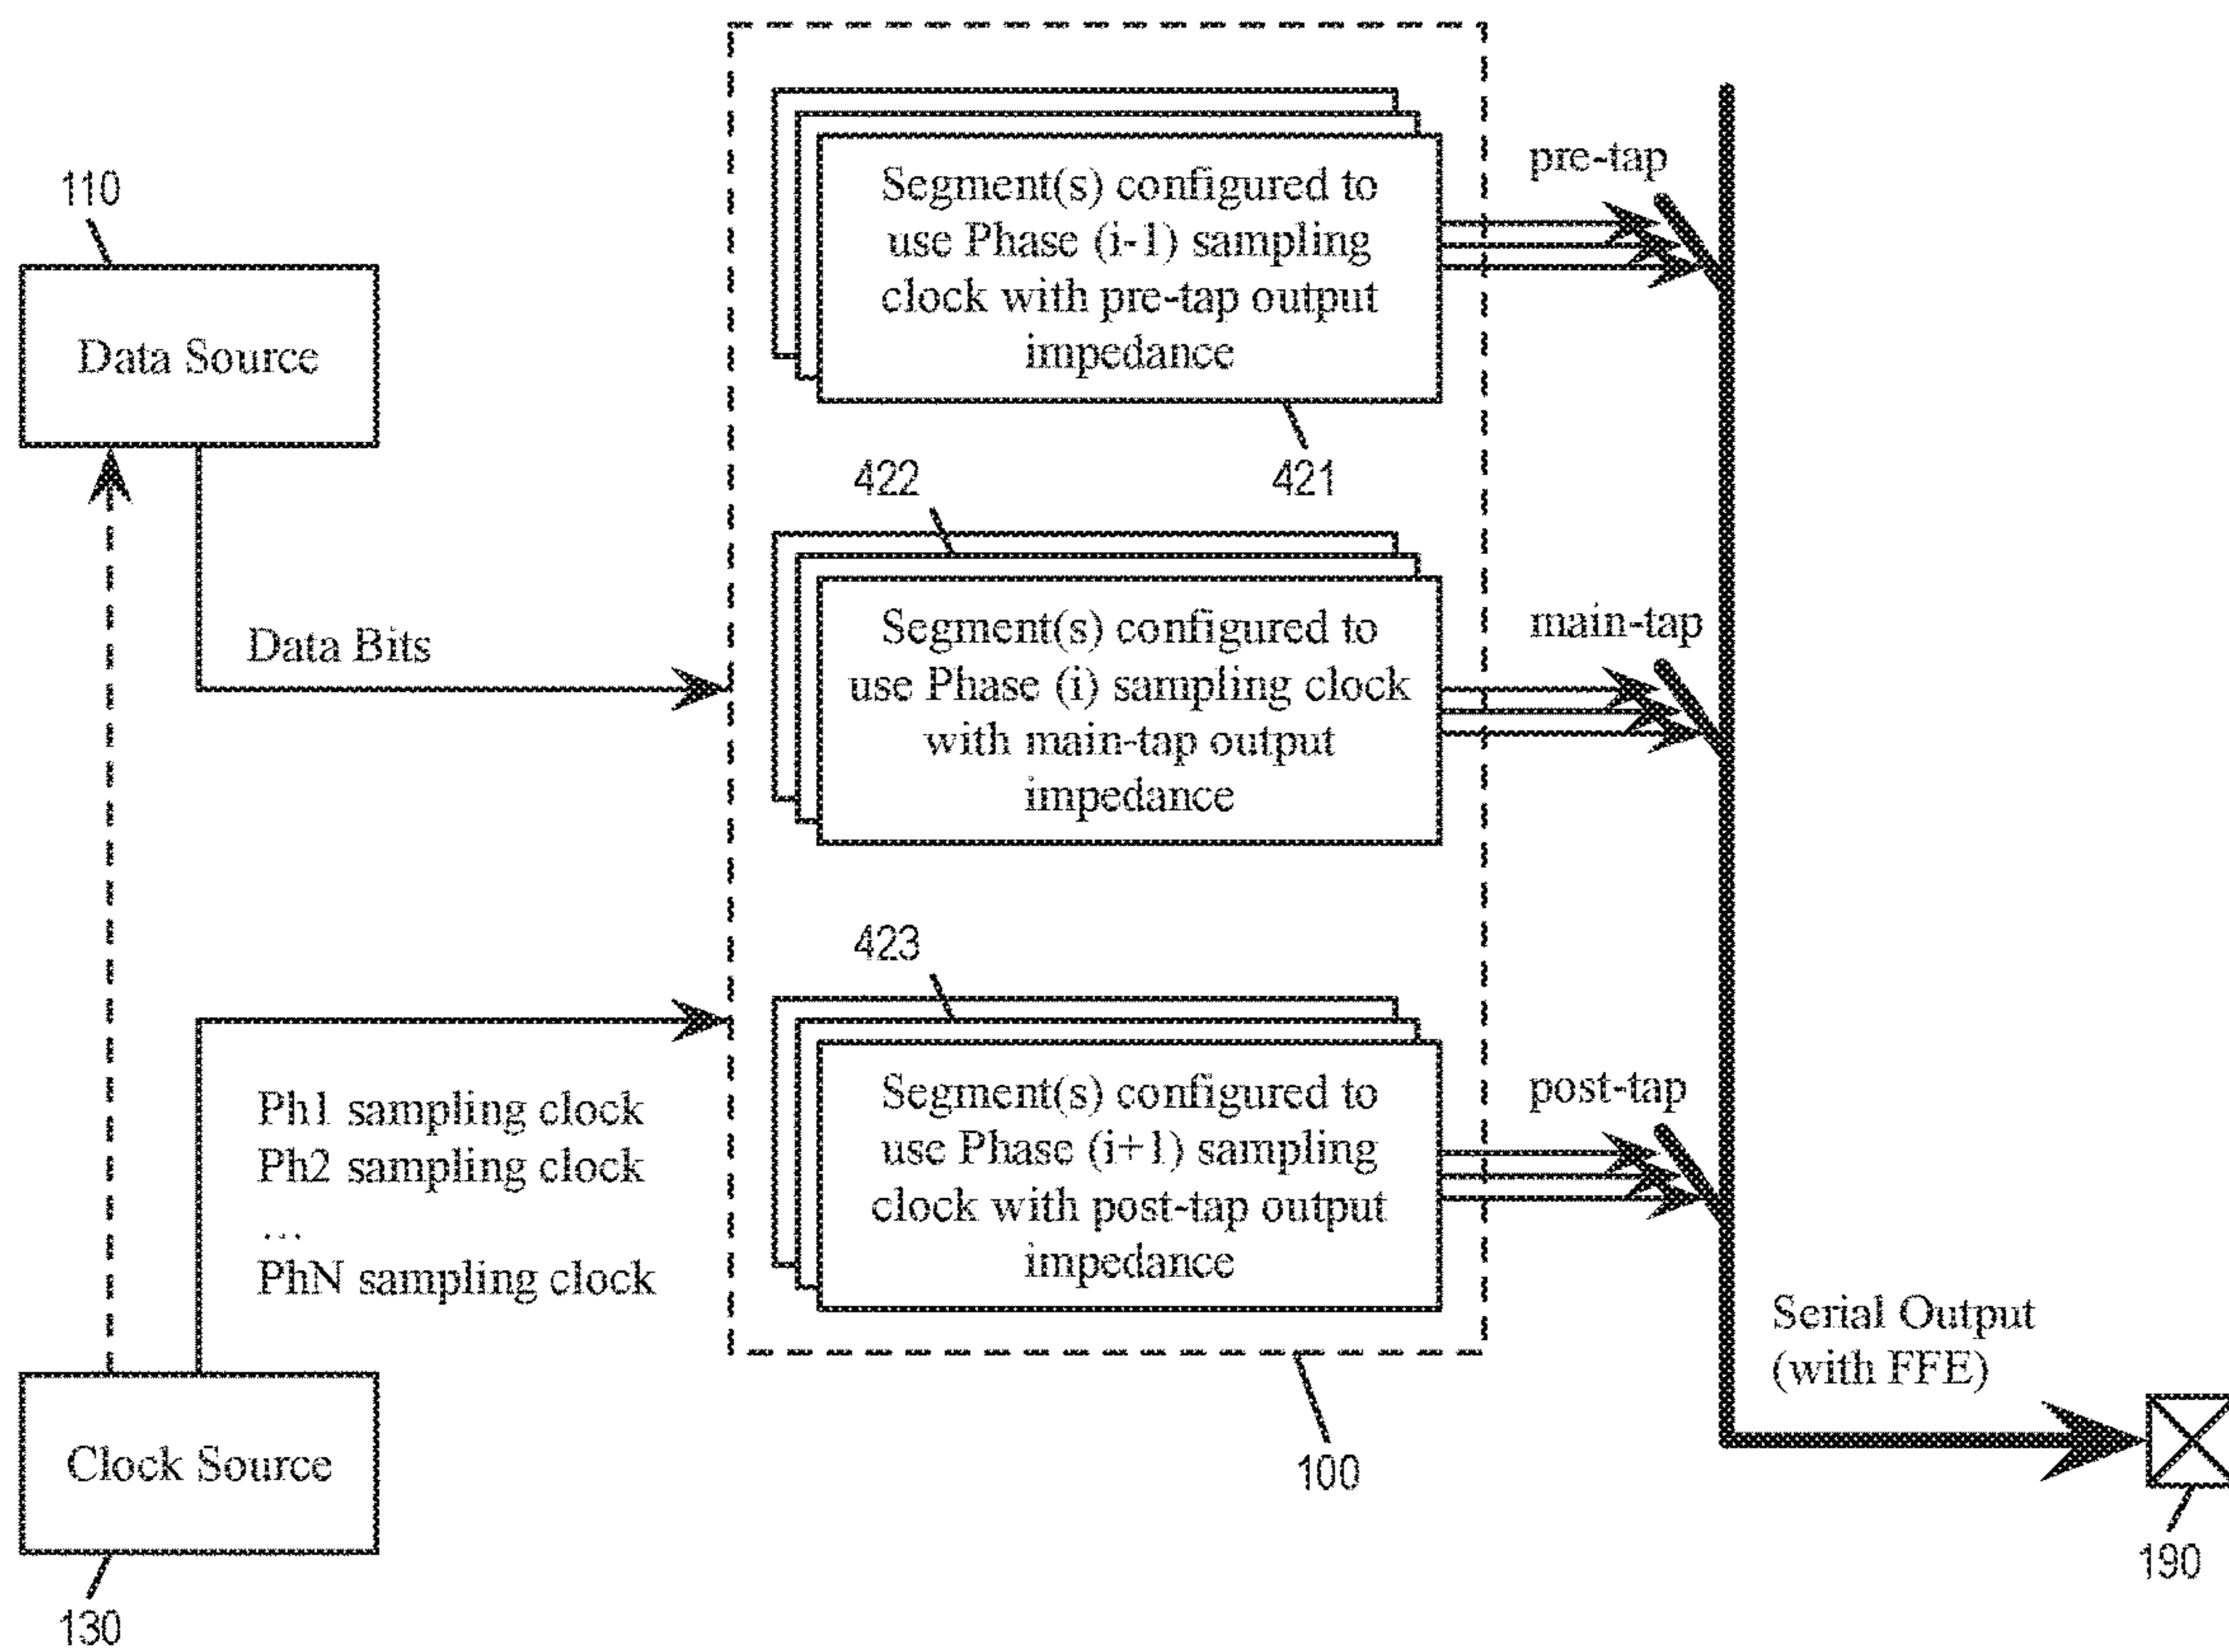 110
Data Source
Data Bits
Ph1 sampling clock
Ph2 sampling clock
...
PhN sampling clock
Clock Source
130
Segment(s) configured to
use Phase (i-1) sampling
clock with pre-tap output
impedance
421
422
Segment(s) configured to
use Phase (i) sampling clock
with main-tap output
impedance
423
Segment(s) configured to
use Phase (i+1) sampling
clock with post-tap output
impedance
100
pre-tap
main-tap
post-tap
Serial Output
(with FFE)
190